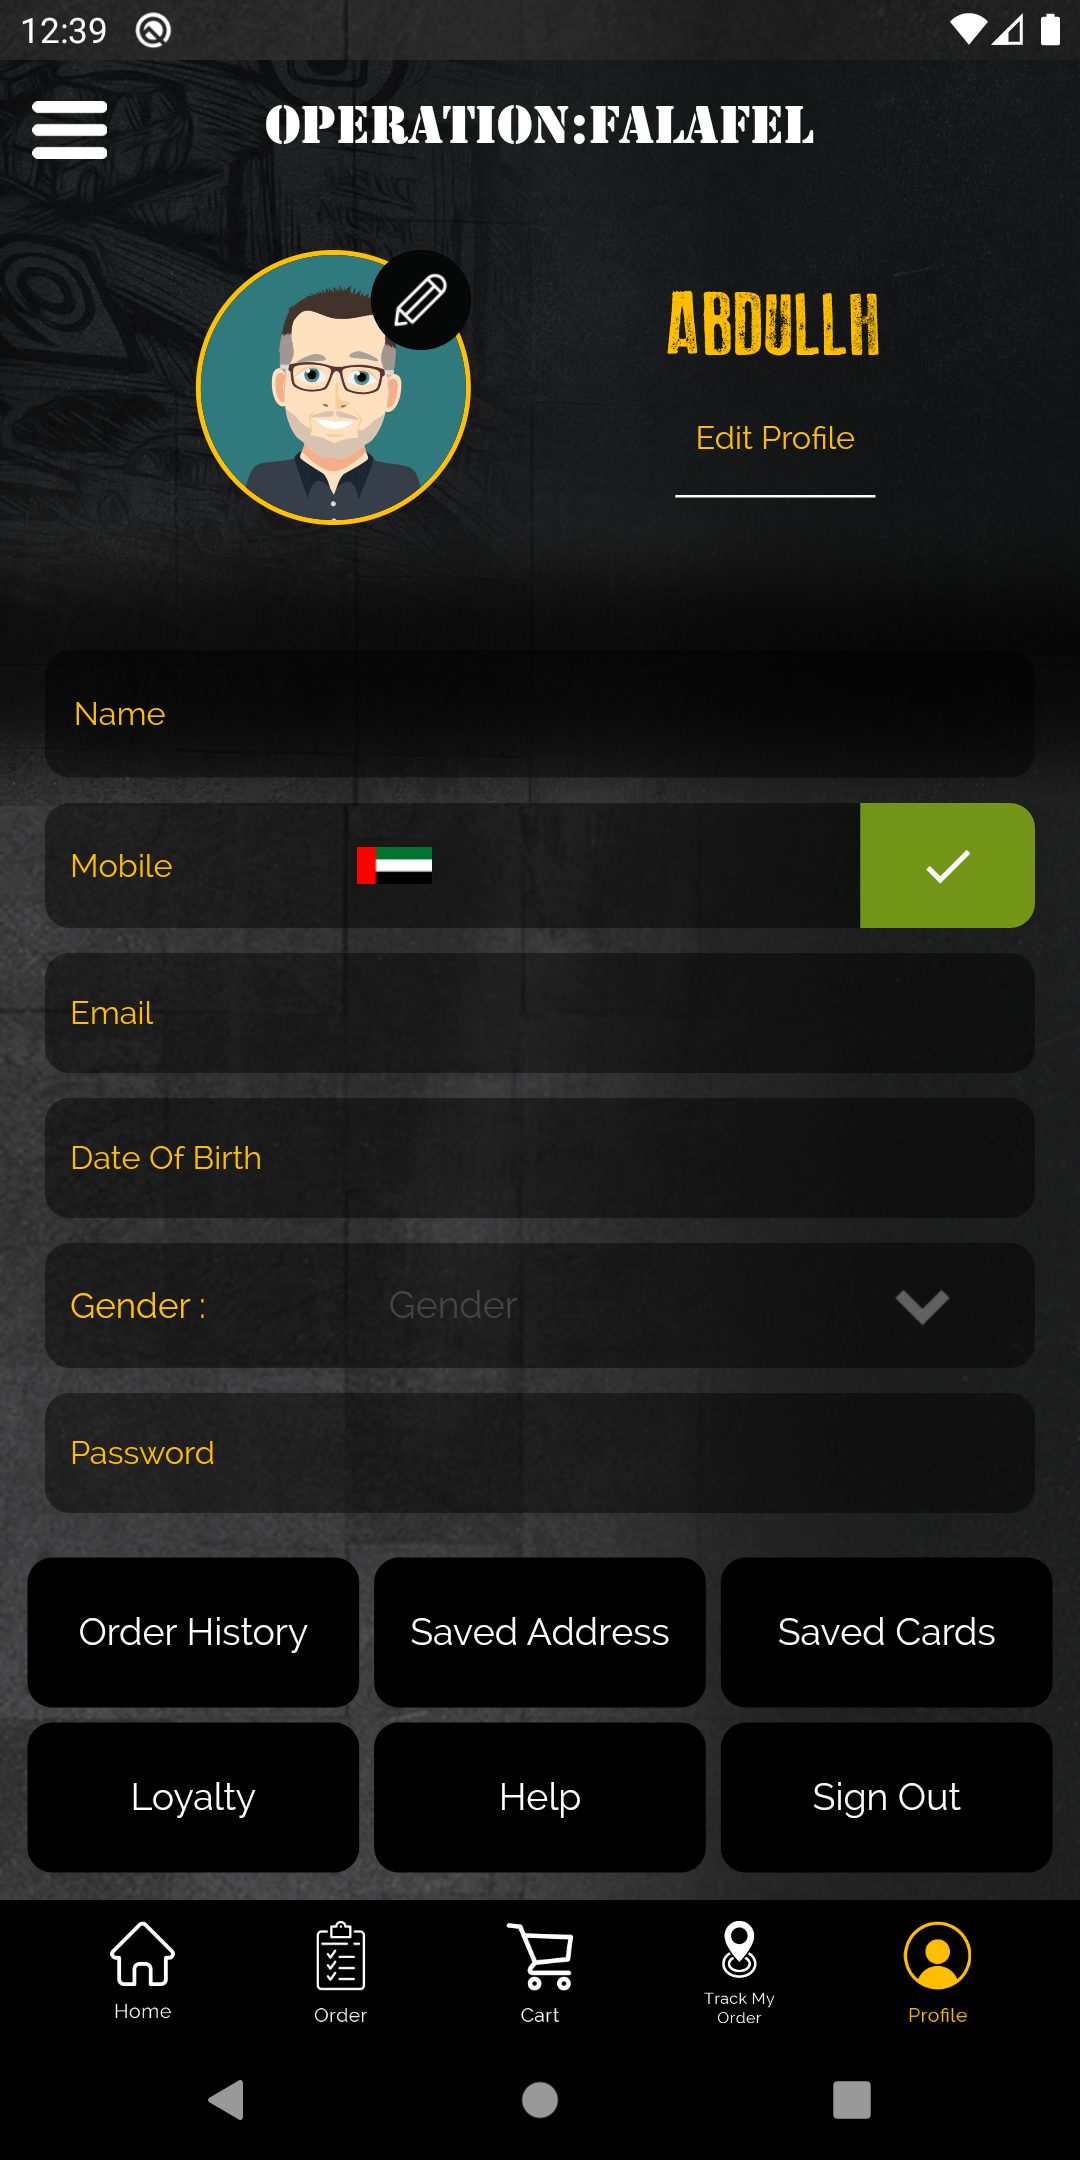 12:39
OPERATION:FALAFEL
ABDULLH
Edit Profile
Name
Mobile
Email
Date Of Birth
Gender :
Gender
Password
Order History
Saved Address
Saved Cards
Loyalty
Help
Sign Out
Home
Order
Cart
Track My
Order
Profile